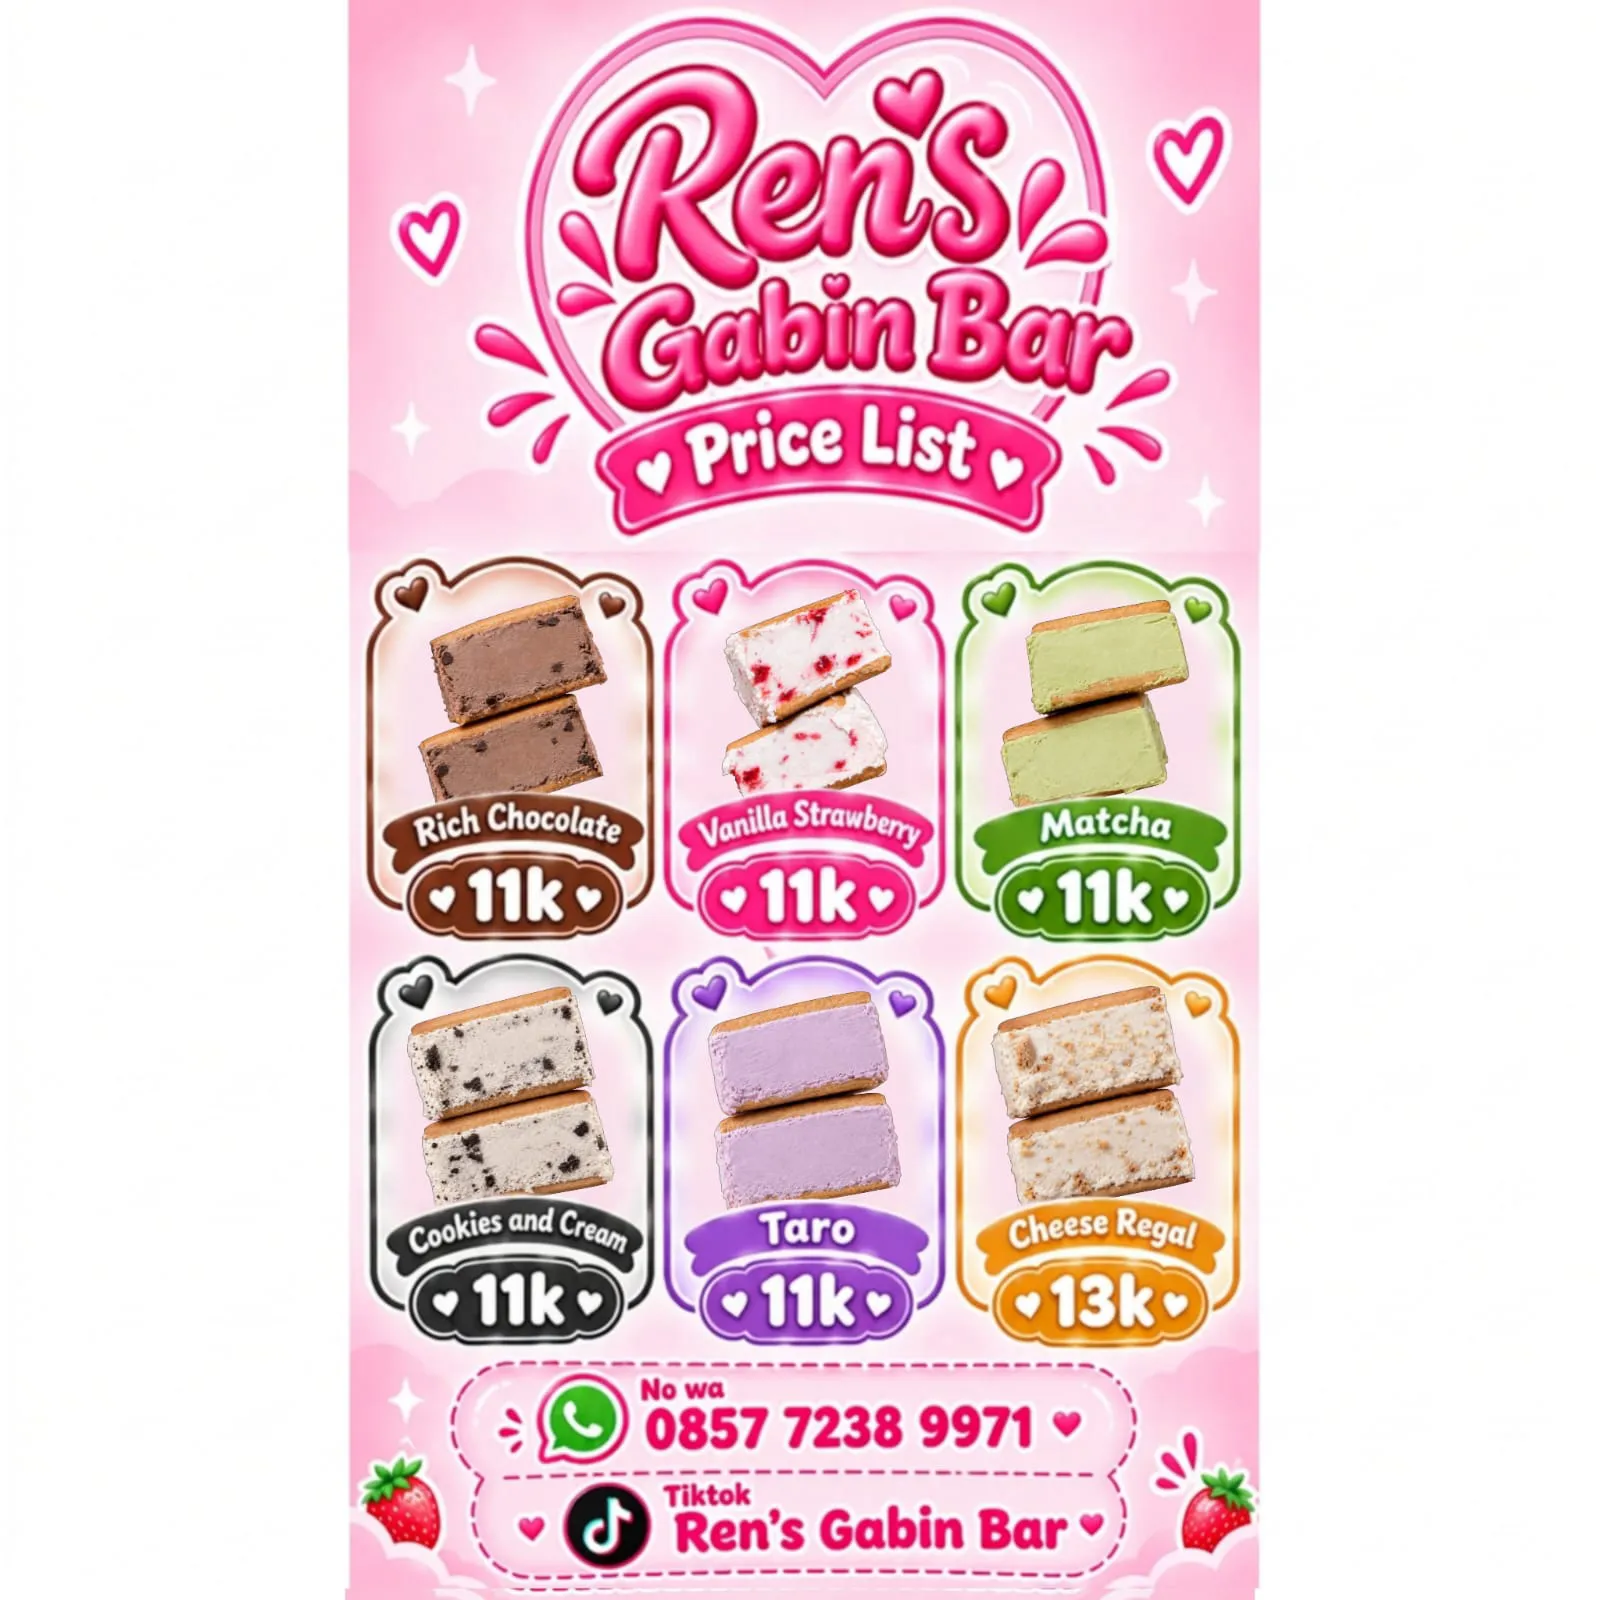 Ren's
Gabin Bar
Price List
Rich Chocolate
11k
Vanilla Strawberry
11k
Matcha
11k
Cookies and Cream
11k
Taro
11k
Cheese Regal
13k
No wa
0857 7238 9971
Tiktok
Ren's Gabin Bar